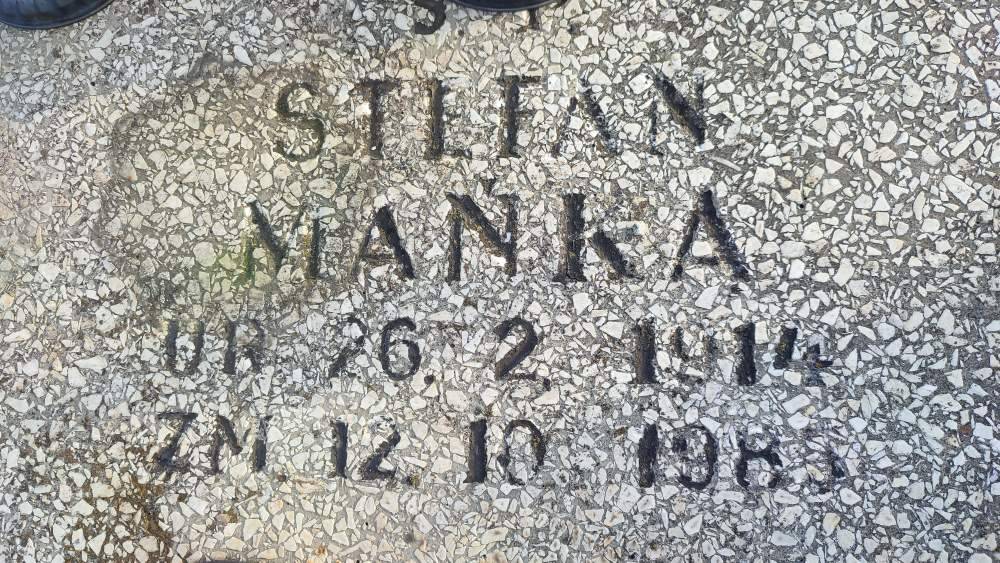 STEFAN
MAŃKA
UR 26. 2. 1914
ZM 12. 10